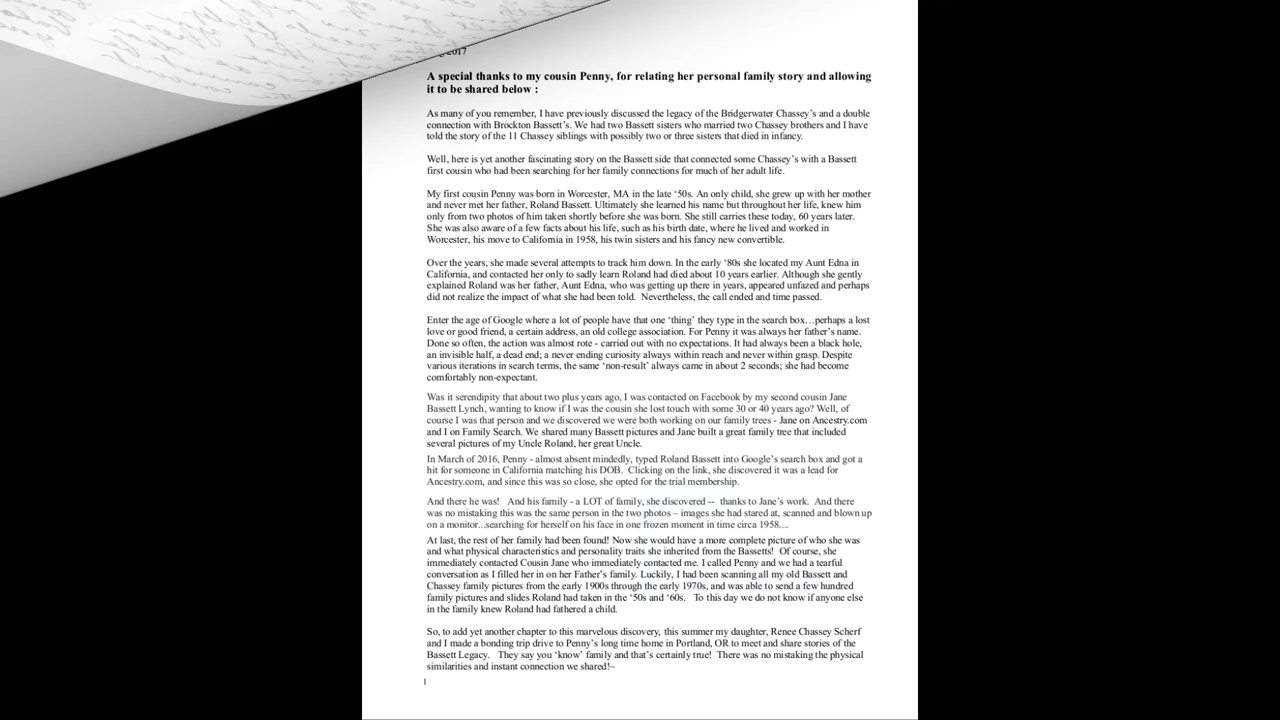 2017
A special thanks to my cousin Penny, for relating her personal family story and allowing
it to be shared below :
As many of you remember, I have previously discussed the legacy of the Bridgerwater Chassey's and a double
connection with Brockton Bassett's. We had two Bassett sisters who married two Chassey brothers and I have
told the story of the 11 Chassey siblings with possibly two or three sisters that died in infancy.
Well, here is yet another fascinating story on the Bassett side that connected some Chassey's with a Bassett
first cousin who had been searching for her family connections for much of her adult life.
My first cousin Penny was born in Worcester, MA in the late '50s. An only child, she grew up with her mother
and never met her father, Roland Bassett. Ultimately she learned his name but throughout her life, knew him
only from two photos of him taken shortly before she was born. She still carries these today, 60 years later.
She was also aware of a few facts about his life, such as his birth date, where he lived and worked in
Worcester, his move to California in 1958, his twin sisters and his fancy new convertible.
Over the years, she made several attempts to track him down. In the early '80s she located my Aunt Edna in
California, and contacted her only to sadly learn Roland had died about 10 years earlier. Although she gently
explained Roland was her father, Aunt Edna, who was getting up there in years, appeared unfazed and perhaps
did not realize the impact of what she had been told.  Nevertheless, the call ended and time passed.
Enter the age of Google where a lot of people have that one 'thing' they type in the search box…perhaps a lost
love or good friend, a certain address, an old college association. For Penny it was always her father's name.
Done so often, the action was almost rote - carried out with no expectations. It had always been a black hole,
an invisible half, a dead end; a never ending curiosity always within reach and never within grasp. Despite
various iterations in search terms, the same 'non-result' always came in about 2 seconds; she had become
comfortably non-expectant.
Was it serendipity that about two plus years ago, I was contacted on Facebook by my second cousin Jane
Bassett Lynch, wanting to know if I was the cousin she lost touch with some 30 or 40 years ago? Well, of
course I was that person and we discovered we were both working on our family trees - Jane on Ancestry.com
and I on Family Search. We shared many Bassett pictures and Jane built a great family tree that included
several pictures of my Uncle Roland, her great Uncle.
In March of 2016, Penny - almost absent mindedly, typed Roland Bassett into Google's search box and got a
hit for someone in California matching his DOB.  Clicking on the link, she discovered it was a lead for
Ancestry.com, and since this was so close, she opted for the trial membership.
And there he was!   And his family - a LOT of family, she discovered --  thanks to Jane's work.  And there
was no mistaking this was the same person in the two photos – images she had stared at, scanned and blown up
on a monitor...searching for herself on his face in one frozen moment in time circa 1958....
At last, the rest of her family had been found! Now she would have a more complete picture of who she was
and what physical characteristics and personality traits she inherited from the Bassetts!  Of course, she
immediately contacted Cousin Jane who immediately contacted me. I called Penny and we had a tearful
conversation as I filled her in on her Father's family. Luckily, I had been scanning all my old Bassett and
Chassey family pictures from the early 1900s through the early 1970s, and was able to send a few hundred
family pictures and slides Roland had taken in the '50s and '60s.   To this day we do not know if anyone else
in the family knew Roland had fathered a child.
So, to add yet another chapter to this marvelous discovery, this summer my daughter, Renee Chassey Scherf
and I made a bonding trip drive to Penny's long time home in Portland, OR to meet and share stories of the
Bassett Legacy.   They say you 'know' family and that's certainly true!  There was no mistaking the physical
similarities and instant connection we shared!~
1